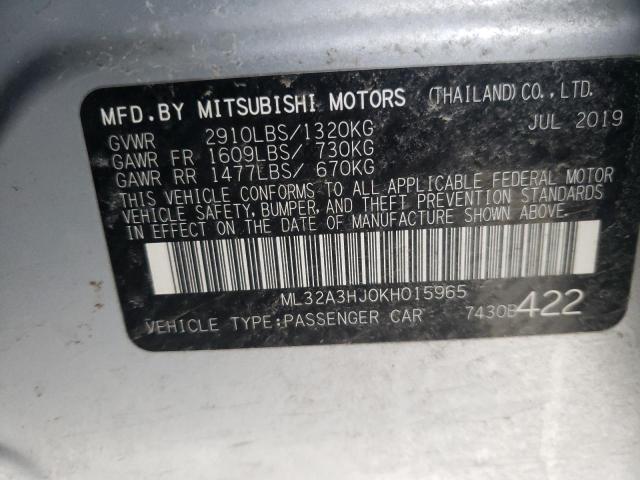 MFD.BY MITSUBISHI MOTORS (THAILAND)CO.,LTD.
GVWR 2910LBS/1320KG JUL 2019
GAWR FR 1609LBS/ 730KG
GAWR RR 1477LBS/ 670KG
THIS VEHICLE CONFORMS TO ALL APPLICABLE FEDERAL MOTOR
VEHICLE SAFETY, BUMPER, AND THEFT PREVENTION STANDARDS
IN EFFECT ON THE DATE OF MANUFACTURE SHOWN ABOVE.
ML32A3HJ0KH015965
VEHICLE TYPE:PASSENGER CAR 7430B422